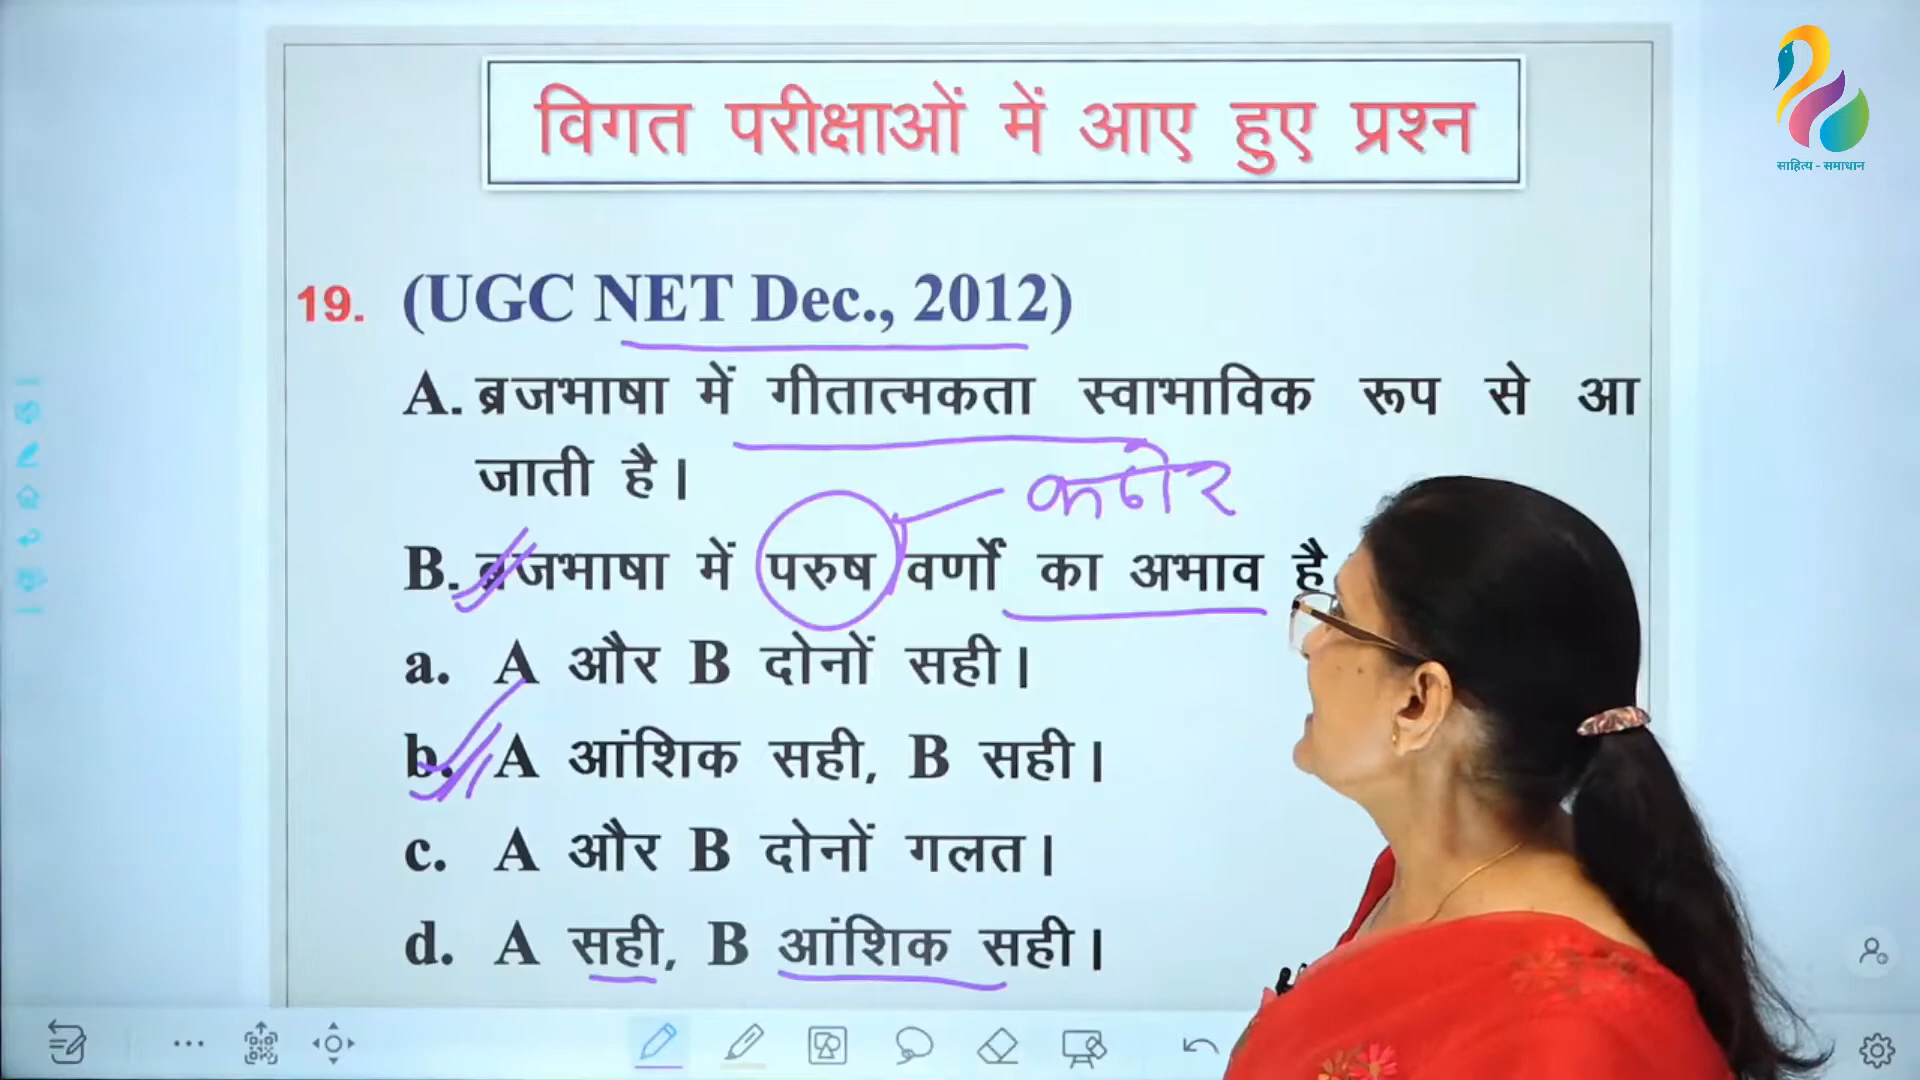 विगत परीक्षाओं में आए हुए प्रश्न
साहित्य - समाधान
19. (UGC NET Dec., 2012)
A. ब्रजभाषा में गीतात्मकता स्वाभाविक रूप से आ
जाती है।
कठोर
B. ब्रजभाषा में परुष वर्णों का अभाव है
a. A और B दोनों सही।
b. A आंशिक सही, B सही।
c. A और B दोनों गलत।
d. A सही, B आंशिक सही।